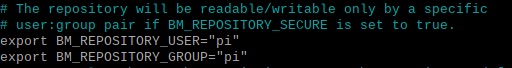 # The repository will be readable/writable only by a specific
# user:group pair if BM_REPOSITORY_SECURE is set to true.
export BM_REPOSITORY_USER="pi"
export BM_REPOSITORY_GROUP="pi"